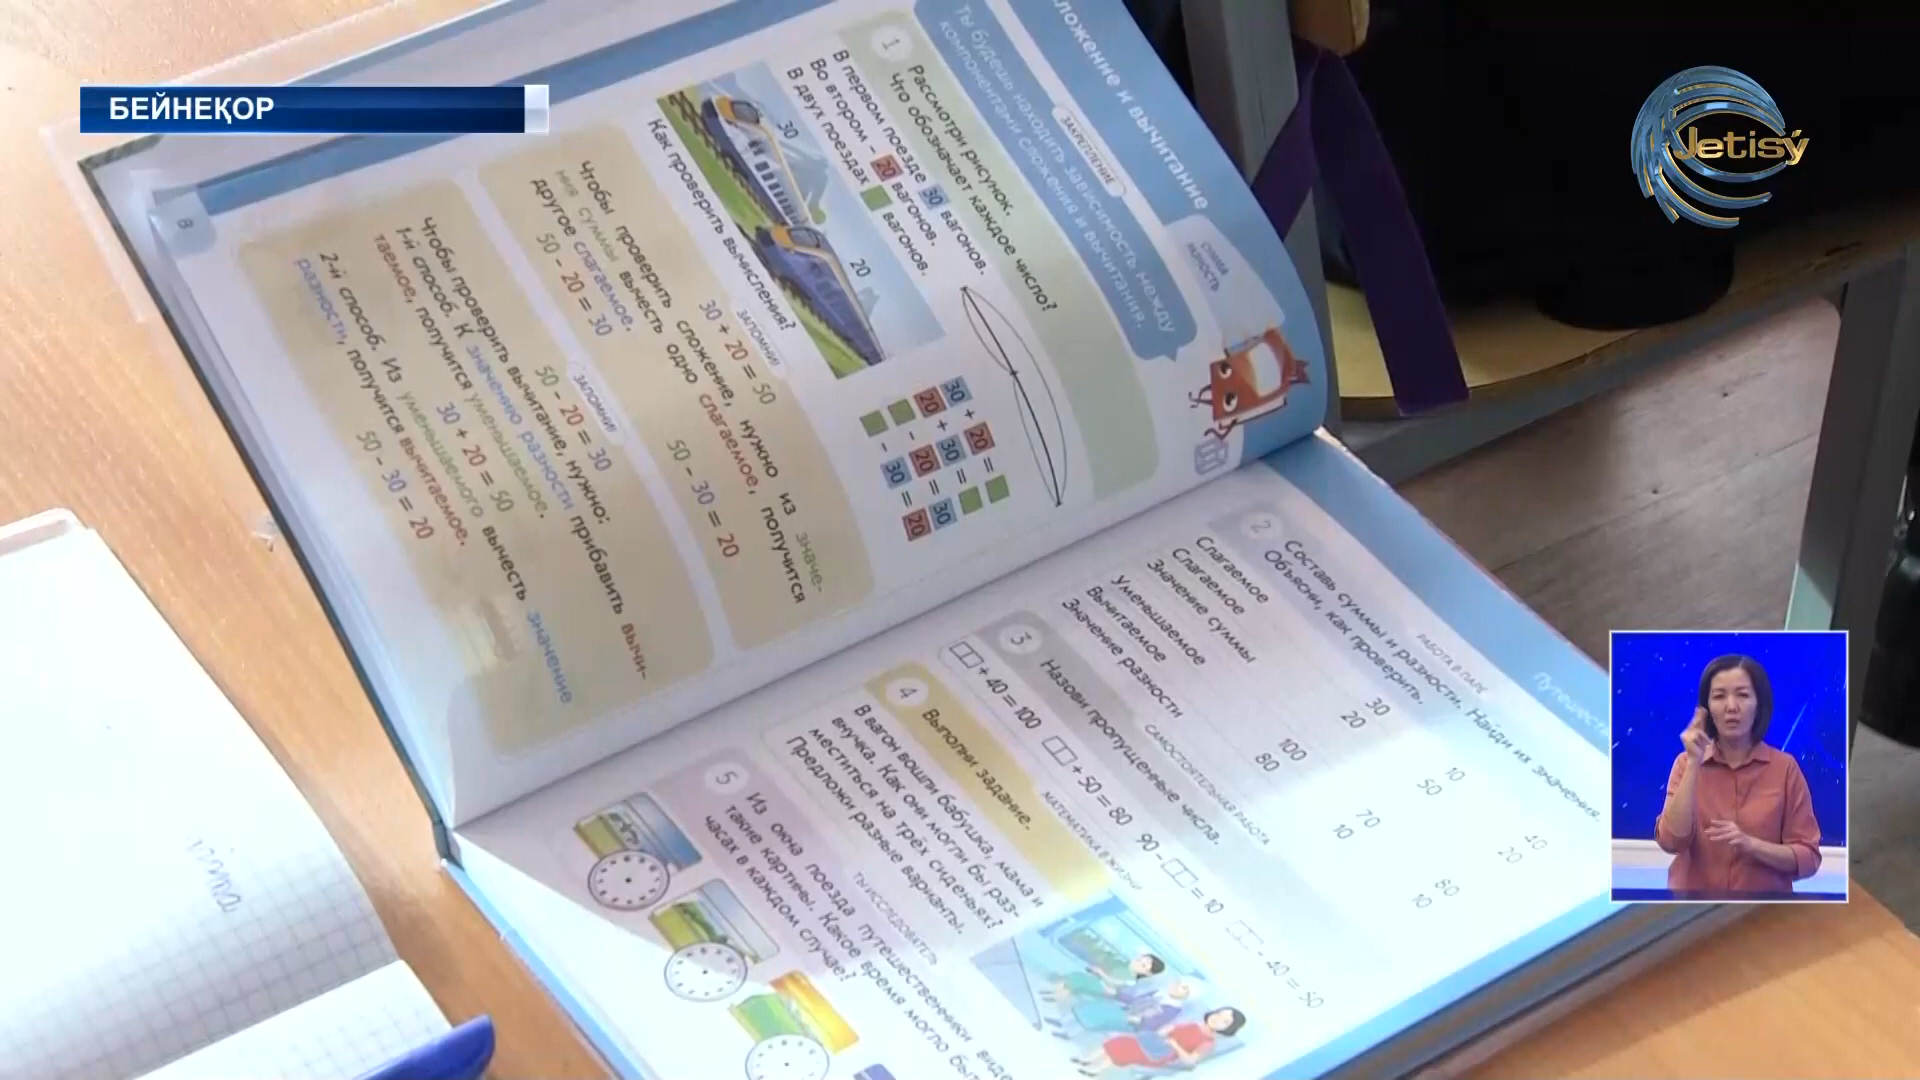 БЕЙНЕҚОР
Jetisý
ложение и вычитание
ЗАКРЕПЛЕНИЕ
Ты будешь находить зависимость между
компонентами сложения и вычитания.
СУММА
РАЗНОСТЬ
1 Рассмотри рисунок.
Что обозначает каждое число?
В первом поезде 30 вагонов.
Во втором – 20 вагонов.
В двух поездах вагонов.
30
20
30 + 20 =
20 + 30 =
- 20 = 30
- 30 = 20
Как проверить вычисления?
ЗАПОМНИ!
30 + 20 = 50
Чтобы проверить сложение, нужно из значе-
ния суммы вычесть одно слагаемое, получится
другое слагаемое.
50 - 20 = 30
50 - 30 = 20
ЗАПОМНИ!
50 - 20 = 30
Чтобы проверить вычитание, нужно:
1-й способ. К значению разности прибавить вычи-
таемое, получится уменьшаемое.
30 + 20 = 50
2-й способ. Из уменьшаемого вычесть значение
разности, получится вычитаемое.
50 - 30 = 20
8
РАБОТА В ПАРЕ
2 Составь суммы и разности. Найди их значения.
Объясни, как проверить.
Слагаемое 30 10 40
Слагаемое 20 50 20
Значение суммы
Уменьшаемое 100 70 80
Вычитаемое 80 10 10
Значение разности
САМОСТОЯТЕЛЬНАЯ РАБОТА
3 Назови пропущенные числа.
+ 40 = 100 + 50 = 80 90 - = 10 - 40 = 50
МАТЕМАТИКА В ЖИЗНИ
4 Выполни задание.
В вагон вошли бабушка, мама и
внучка. Как они могли бы раз-
меститься на трёх сиденьях?
Предложи разные варианты.
ТЫ ИССЛЕДОВАТЕЛЬ
5 Из окна поезда путешественники виде
такие картины. Какое время могло быт
часах в каждом случае?